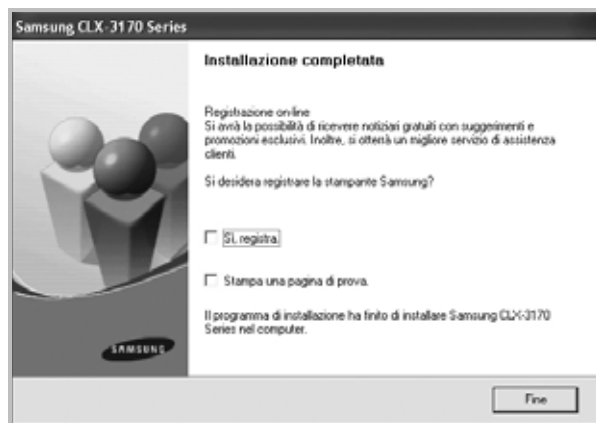 Samsung CLX-3170 Series
Installazione completata
Registrazione on-line
Si avrà la possibilità di ricevere notiziari gratuiti con suggerimenti e
promozioni esclusivi. Inoltre, si otterrà un migliore servizio di assistenza
clienti.
Si desidera registrare la stampante Samsung?
Sì, registra.
Stampa una pagina di prova.
Il programma di installazione ha finito di installare Samsung CLX-3170
Series nel computer.
SAMSUNG
Fine